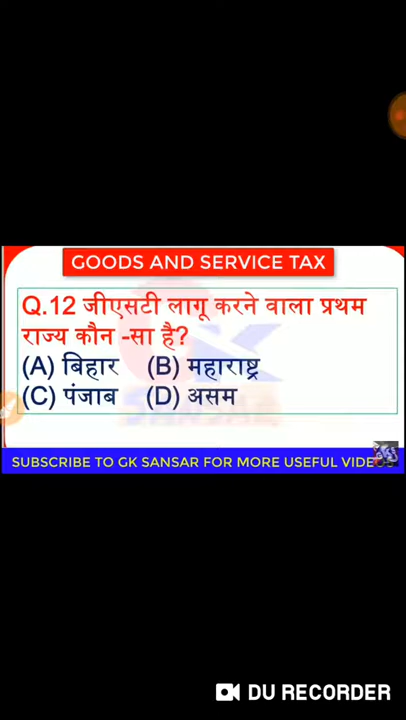 GOODS AND SERVICE TAX
Q.12 जीएसटी लागू करने वाला प्रथम
राज्य कौन -सा है?
(A) बिहार (B) महाराष्ट्र
(C) पंजाब (D) असम
SUBSCRIBE TO GK SANSAR FOR MORE USEFUL VIDE
DU RECORDER